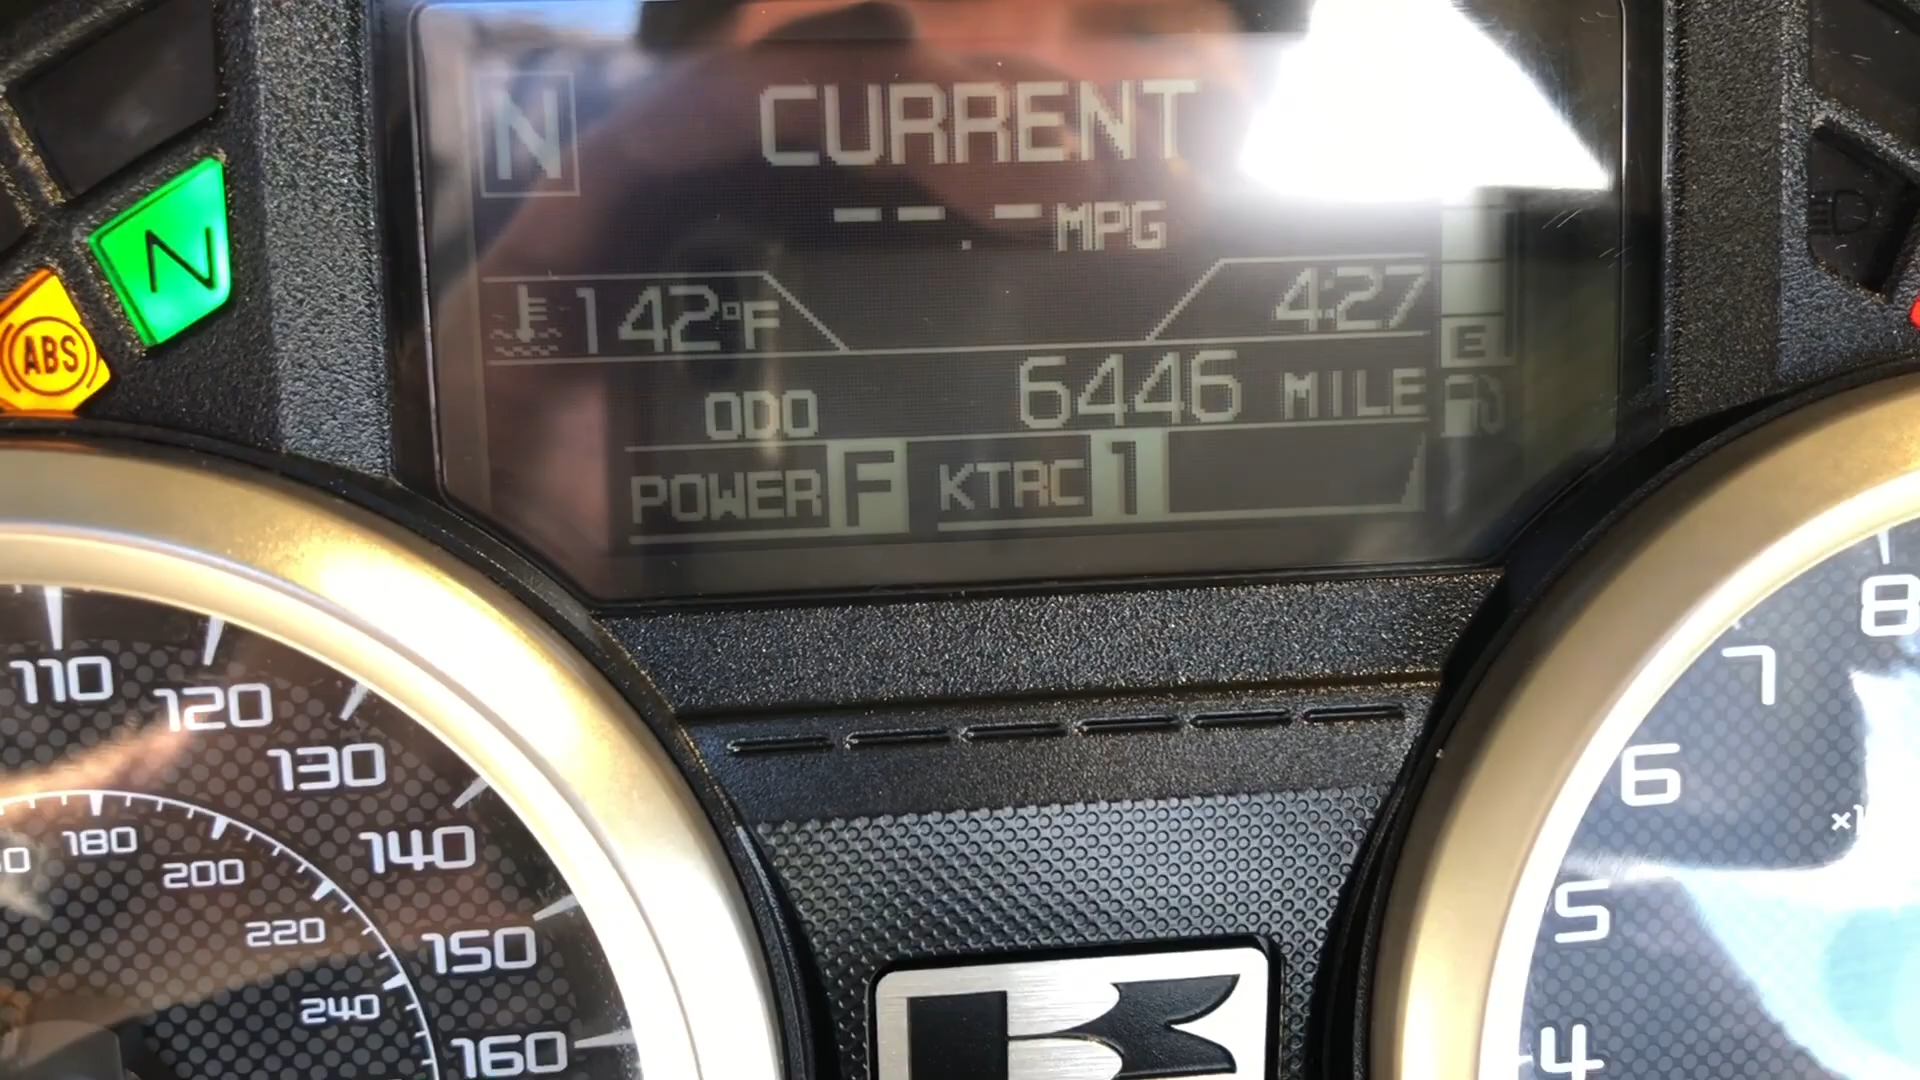 N CURRENT
--.- MPG
142°F 4:27
E
ODO 6446 MILE
POWER F KTRC 1
N
ABS
110
120
130
140
150
160
180
200
220
240
8
7
6
5
4